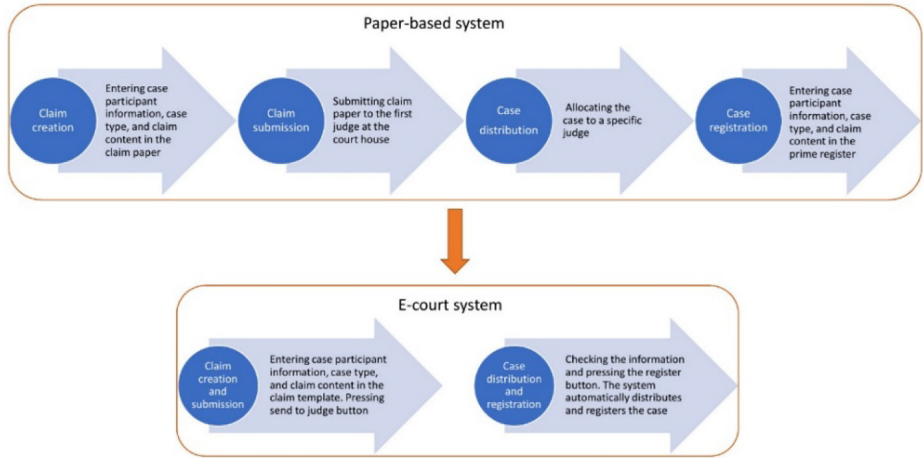 Paper-based system
Claim
creation
Entering case
participant
information, case
type, and claim
content in the
claim paper
Claim
submission
Submitting claim
paper to the first
judge at the
court house
Case
distribution
Allocating the
case to a specific
judge
Case
registration
Entering case
participant
information, case
type, and claim
content in the
prime register
E-court system
Claim
creation
and
submission
Entering case participant
information, case type,
and claim content in the
claim template. Pressing
send to judge button
Case
distribution
and
registration
Checking the information
and pressing the register
button. The system
automatically distributes
and registers the case